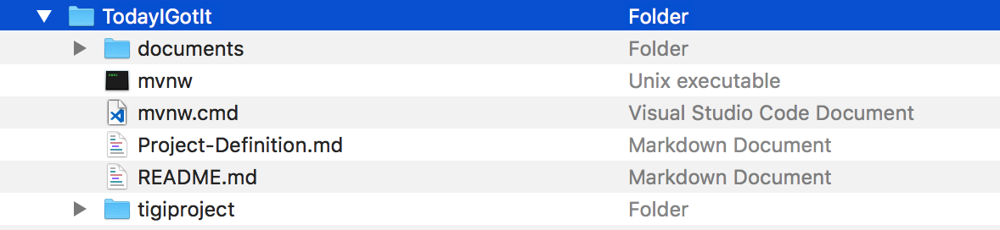 TodayIGotIt Folder
documents Folder
mvnw Unix executable
mvnw.cmd Visual Studio Code Document
Project-Definition.md Markdown Document
README.md Markdown Document
tigiproject Folder